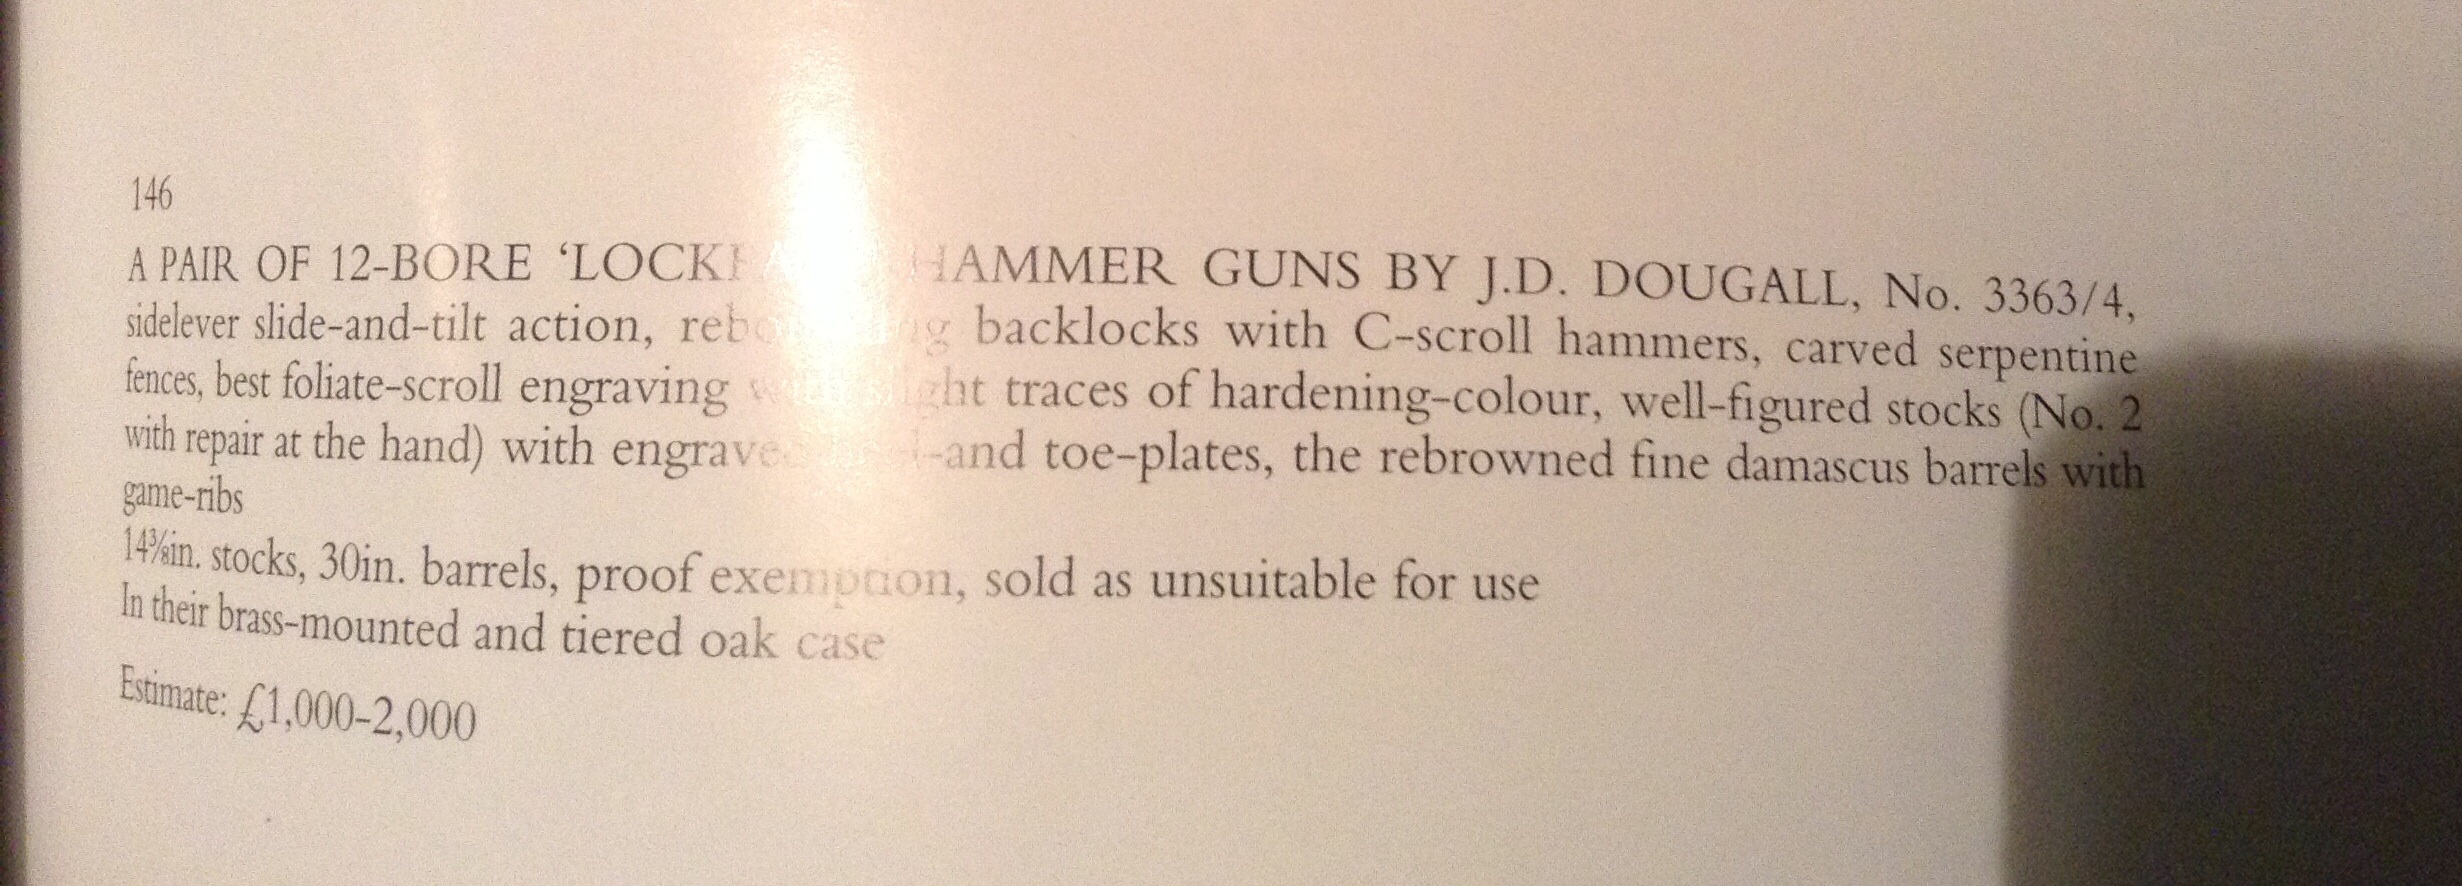 146
A PAIR OF 12-BORE HAMMER GUNS BY J.D. DOUGALL, No. 3363/4,
sidelever slide-and-tilt action, backlocks with C-scroll hammers, carved serpentine
fences, best foliate-scroll engraving traces of hardening-colour, well-figured stocks (No. 2
with repair at the hand) with toe-plates, the rebrowned fine damascus barrels with
game-ribs
14⅜in. stocks, 30in. barrels, proof exemption, sold as unsuitable for use
In their brass-mounted and tiered oak case
Estimate: £1,000-2,000